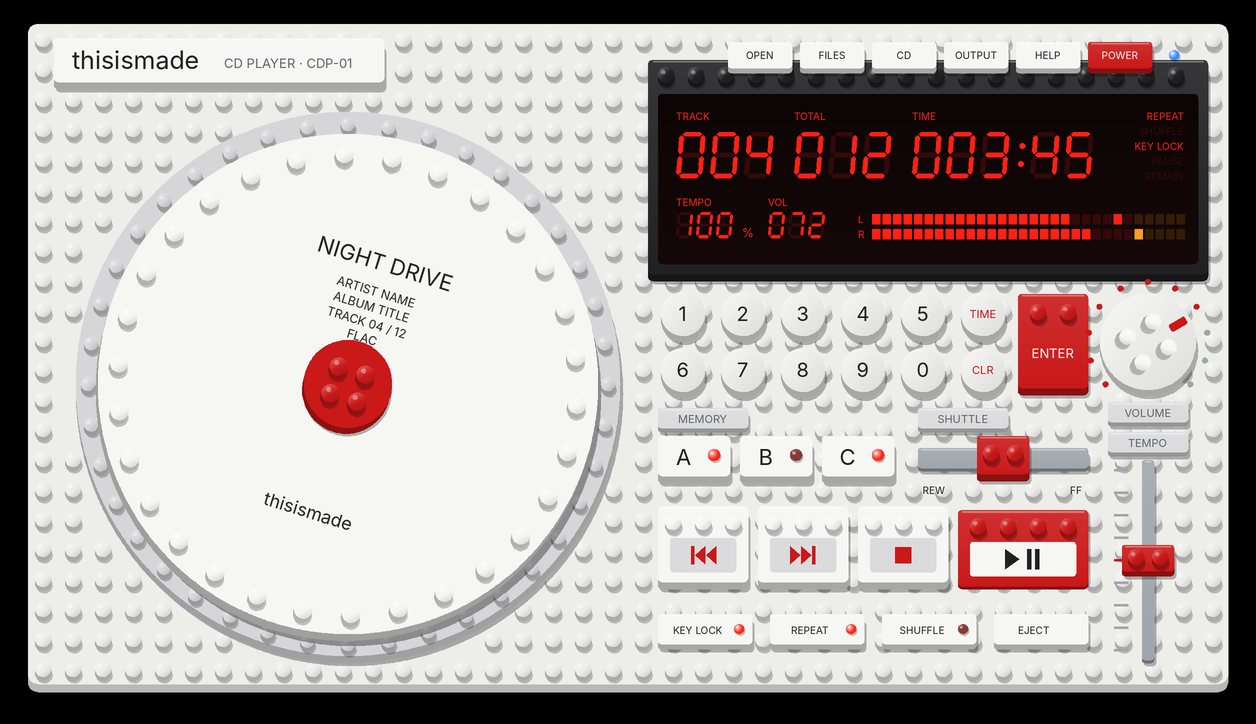 thisismade CD PLAYER · CDP-01
OPEN FILES CD OUTPUT HELP POWER
TRACK TOTAL TIME REPEAT
SHUFFLE
004 012 003:45 KEY LOCK
PAUSE
REMAIN
TEMPO VOL
100 % 072 L
R
NIGHT DRIVE
ARTIST NAME
ALBUM TITLE
TRACK 04 / 12
FLAC
thisismade
1 2 3 4 5 TIME
ENTER
6 7 8 9 0 CLR
MEMORY SHUTTLE VOLUME
TEMPO
A B C
REW FF
KEY LOCK REPEAT SHUFFLE EJECT